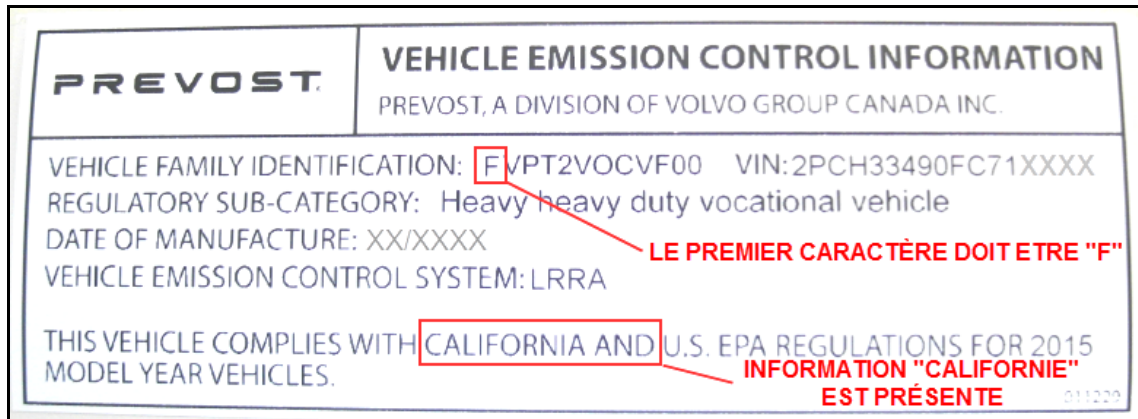 PREVOST
VEHICLE EMISSION CONTROL INFORMATION
PREVOST, A DIVISION OF VOLVO GROUP CANADA INC.
VEHICLE FAMILY IDENTIFICATION: FVPT2VOCVF00 VIN: 2PCH33490FC71XXXX
REGULATORY SUB-CATEGORY: Heavy heavy duty vocational vehicle
DATE OF MANUFACTURE: XX/XXXX
LE PREMIER CARACTÈRE DOIT ETRE "F"
VEHICLE EMISSION CONTROL SYSTEM: LRRA
THIS VEHICLE COMPLIES WITH CALIFORNIA AND U.S. EPA REGULATIONS FOR 2015
MODEL YEAR VEHICLES.
INFORMATION "CALIFORNIE"
EST PRÉSENTE
011229